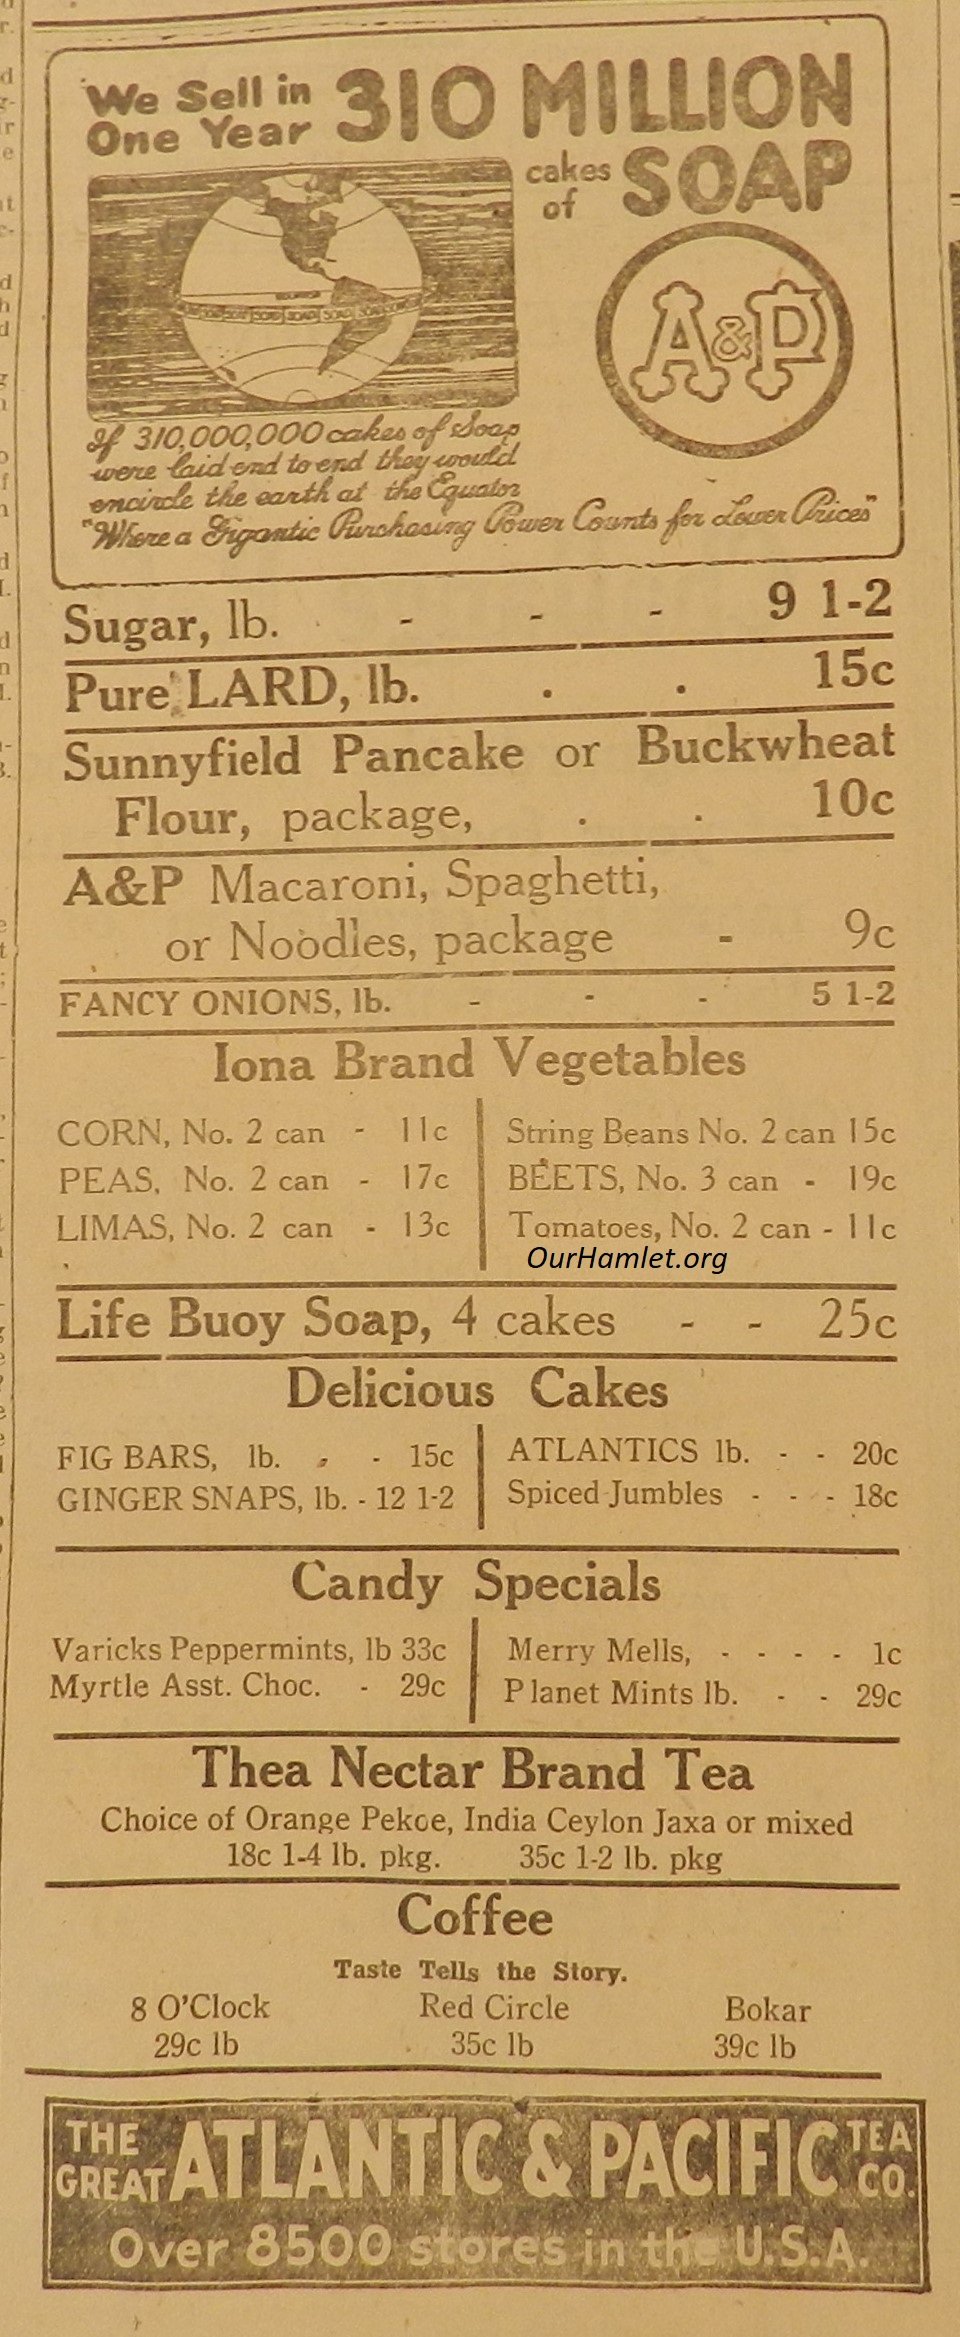 We Sell in
One Year
310 MILLION
cakes
of
SOAP
A&P
EQUATOR
SOAP SOAP SOAP SOAP
If 310,000,000 cakes of Soap
were laid end to end they would
encircle the earth at the Equator
"Where a Gigantic Purchasing Power Counts for Lower Prices"
Sugar, lb. - - - 9 1-2
Pure LARD, lb. . . 15c
Sunnyfield Pancake or Buckwheat
Flour, package, . . 10c
A&P Macaroni, Spaghetti,
or Noodles, package - 9c
FANCY ONIONS, lb. - - - 5 1-2
Iona Brand Vegetables
CORN, No. 2 can - 11c
PEAS, No. 2 can - 17c
LIMAS, No. 2 can - 13c
String Beans No. 2 can 15c
BEETS, No. 3 can - 19c
Tomatoes, No. 2 can - 11c
OurHamlet.org
Life Buoy Soap, 4 cakes - - 25c
Delicious Cakes
FIG BARS, lb. . - 15c
GINGER SNAPS, lb. - 12 1-2
ATLANTICS lb. - - 20c
Spiced Jumbles - - - 18c
Candy Specials
Varicks Peppermints, lb 33c
Myrtle Asst. Choc. - 29c
Merry Mells, - - - - 1c
Planet Mints lb. - - 29c
Thea Nectar Brand Tea
Choice of Orange Pekoe, India Ceylon Jaxa or mixed
18c 1-4 lb. pkg. 35c 1-2 lb. pkg
Coffee
Taste Tells the Story.
8 O'Clock Red Circle Bokar
29c lb 35c lb 39c lb
THE GREAT ATLANTIC & PACIFIC TEA CO.
Over 8500 stores in the U.S.A.